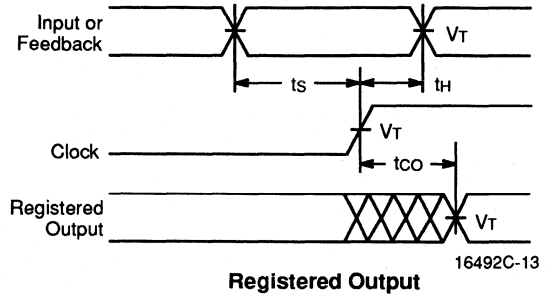 Input or
Feedback
VT
tS
tH
VT
Clock
tCO
Registered
Output
VT
16492C-13
Registered Output